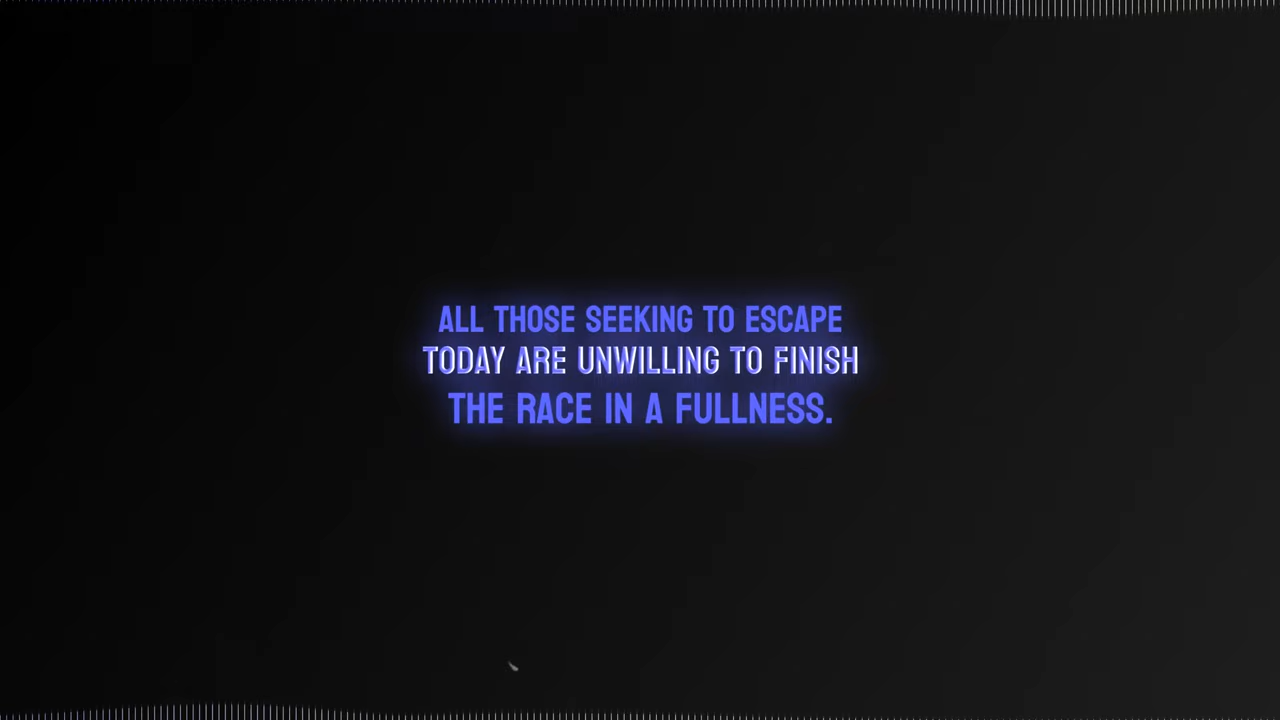 ALL THOSE SEEKING TO ESCAPE
TODAY ARE UNWILLING TO FINISH
THE RACE IN A FULLNESS.